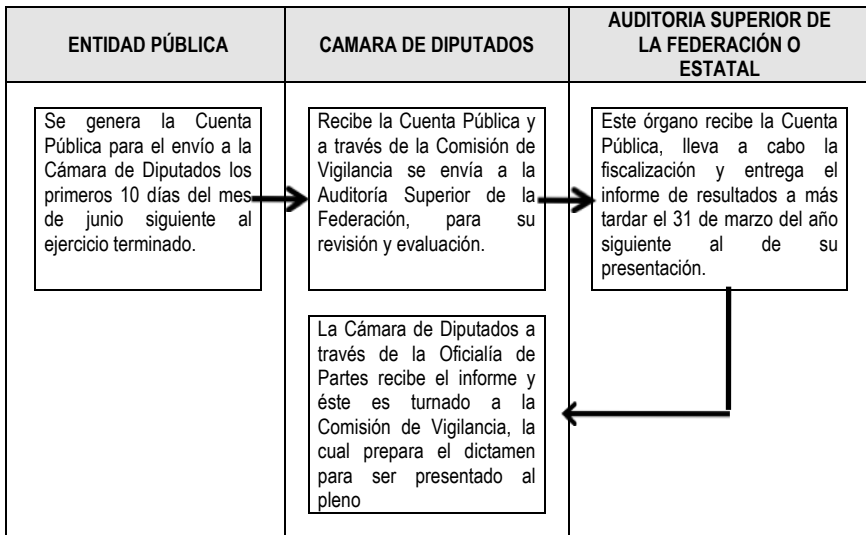 ENTIDAD PÚBLICA
CAMARA DE DIPUTADOS
AUDITORIA SUPERIOR DE
LA FEDERACIÓN O
ESTATAL
Se genera la Cuenta
Pública para el envío a la
Cámara de Diputados los
primeros 10 días del mes
de junio siguiente al
ejercicio terminado.
Recibe la Cuenta Pública y
a través de la Comisión de
Vigilancia se envía a la
Auditoría Superior de la
Federación, para su
revisión y evaluación.
Este órgano recibe la Cuenta
Pública, lleva a cabo la
fiscalización y entrega el
informe de resultados a más
tardar el 31 de marzo del año
siguiente al de su
presentación.
La Cámara de Diputados a
través de la Oficialía de
Partes recibe el informe y
éste es turnado a la
Comisión de Vigilancia, la
cual prepara el dictamen
para ser presentado al
pleno